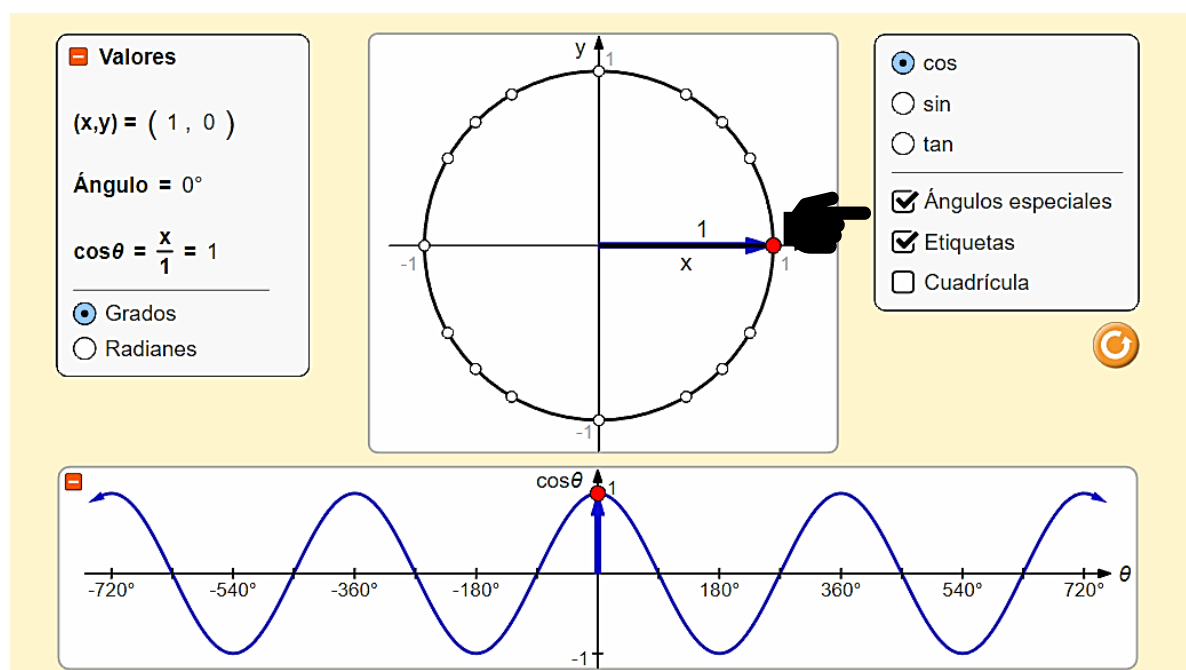 Valores
(x,y) = ( 1 , 0 )
Ángulo = 0°
cosθ = x/1 = 1
Grados
Radianes
y
1
-1
1
x
1
-1
cos
sin
tan
Ángulos especiales
Etiquetas
Cuadrícula
cosθ
1
-720° -540° -360° -180° 180° 360° 540° 720° θ
-1